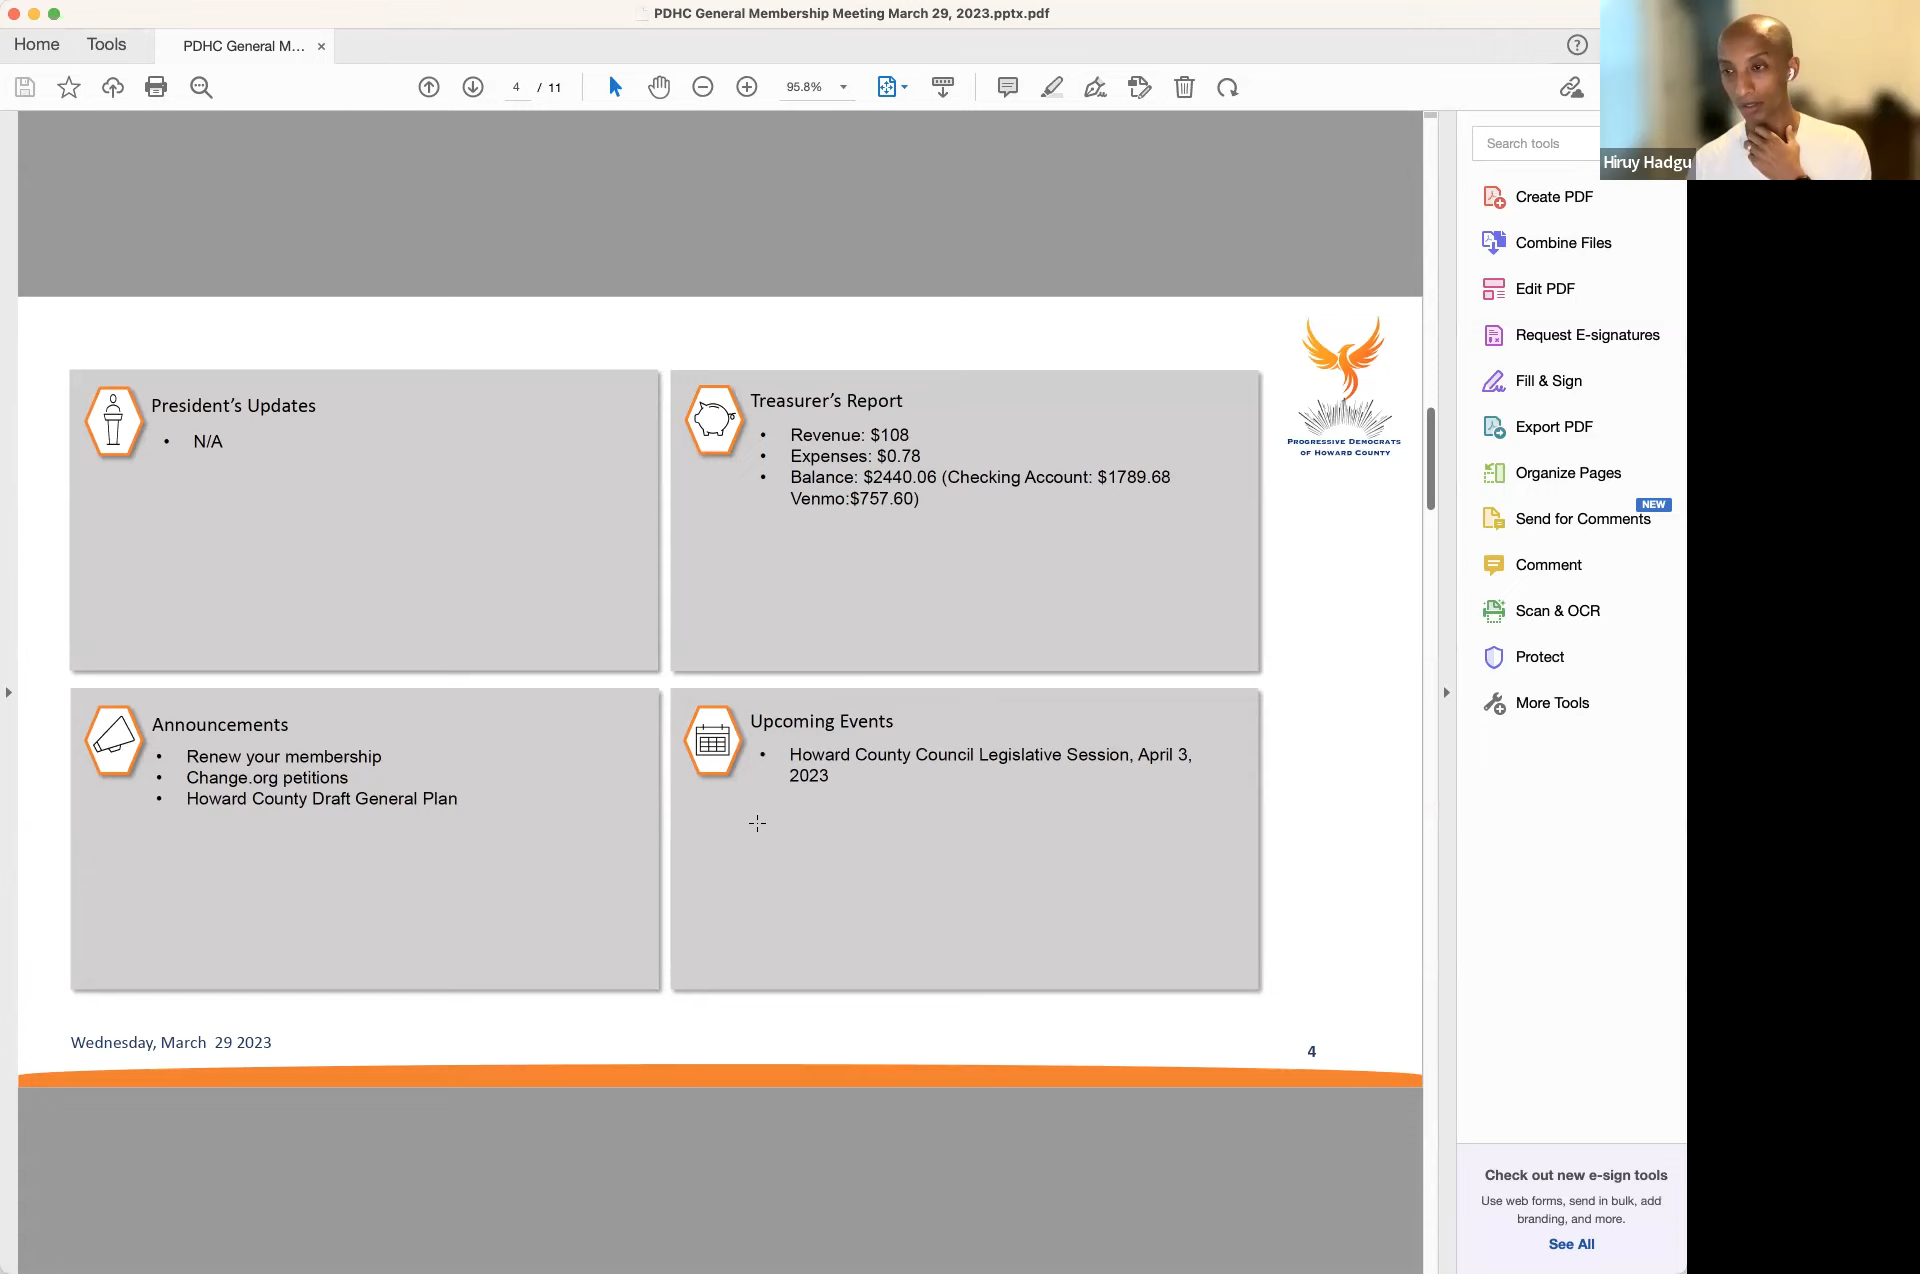 PDHC General Membership Meeting March 29, 2023.pptx.pdf
Home
Tools
PDHC General M...
4 / 11
95.8%
Hiruy Hadgu
Search tools
Create PDF
Combine Files
Edit PDF
Request E-signatures
Fill & Sign
Export PDF
Organize Pages
NEW
Send for Comments
Comment
Scan & OCR
Protect
More Tools
Check out new e-sign tools
Use web forms, send in bulk, add
branding, and more.
See All
PROGRESSIVE DEMOCRATS
OF HOWARD COUNTY
President's Updates
• N/A
Treasurer's Report
• Revenue: $108
• Expenses: $0.78
• Balance: $2440.06 (Checking Account: $1789.68
Venmo:$757.60)
Announcements
• Renew your membership
• Change.org petitions
• Howard County Draft General Plan
Upcoming Events
• Howard County Council Legislative Session, April 3,
2023
Wednesday, March  29 2023
4